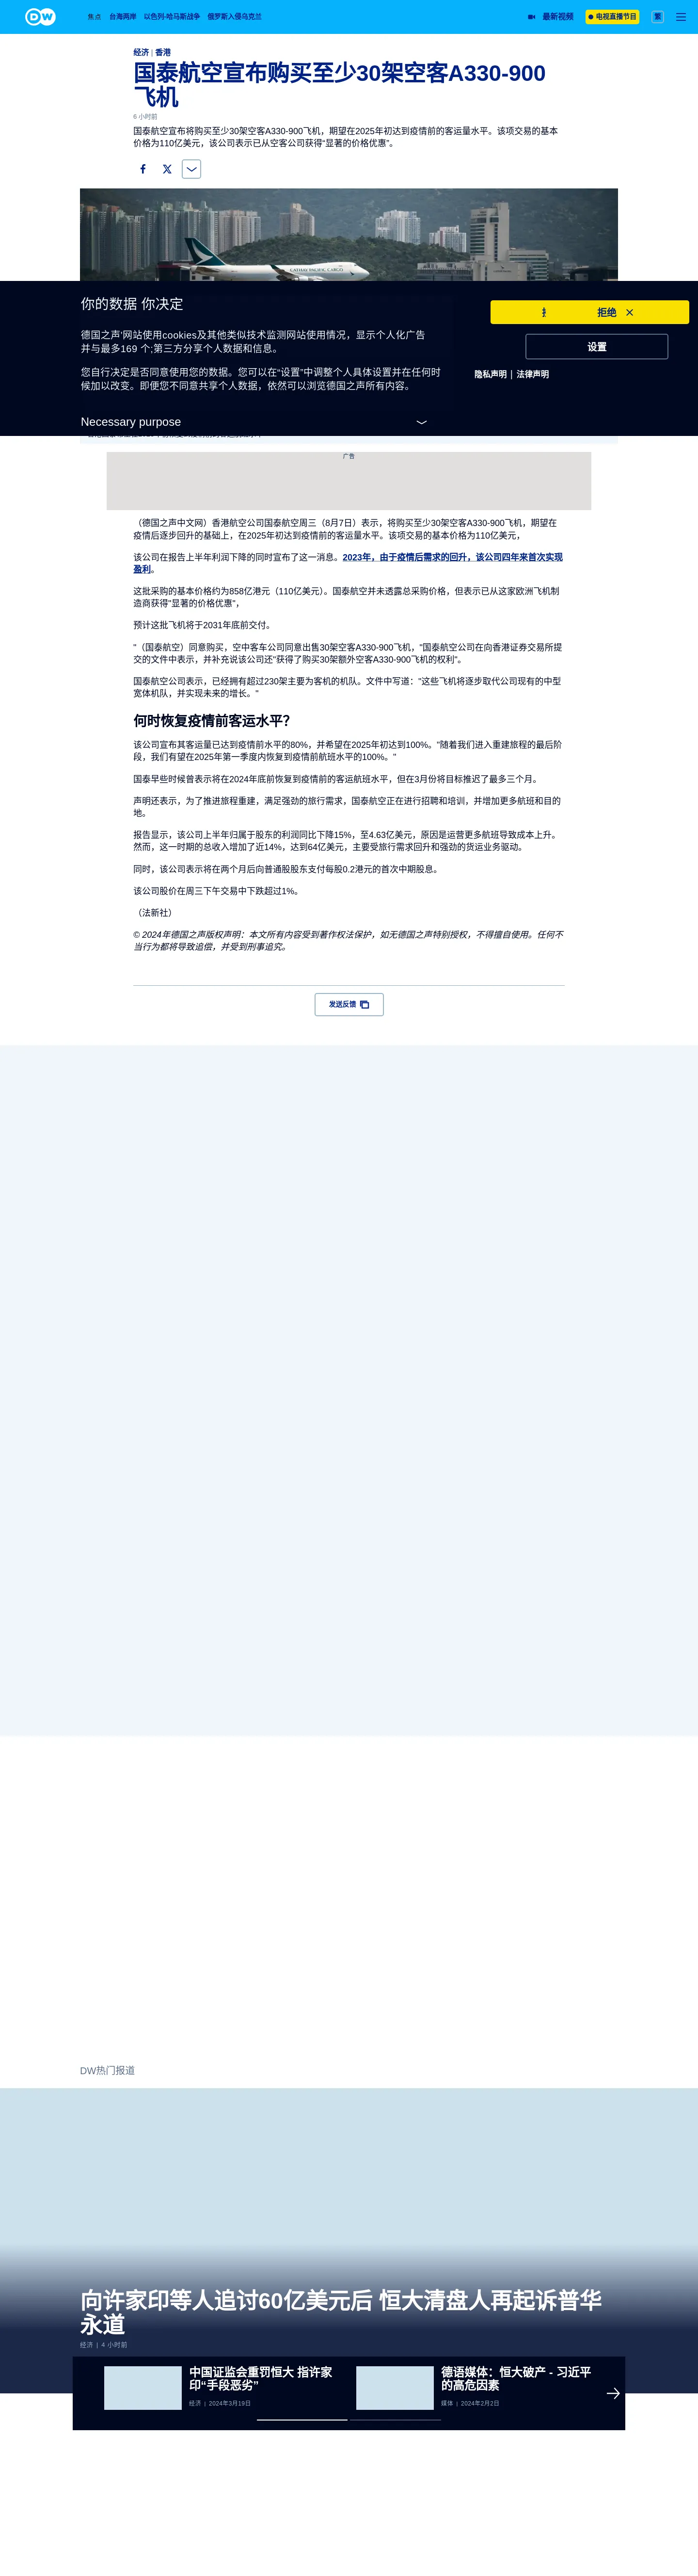 DW
焦点 台海两岸 以色列-哈马斯战争 俄罗斯入侵乌克兰 最新视频 电视直播节目 繁
经济 | 香港
国泰航空宣布购买至少30架空客A330-900
飞机
6 小时前
国泰航空宣布将购买至少30架空客A330-900飞机，期望在2025年初达到疫情前的客运量水平。该项交易的基本
价格为110亿美元，该公司表示已从空客公司获得“显著的价格优惠”。
CATHAY PACIFIC CARGO
你的数据 你决定
德国之声'网站使用cookies及其他类似技术监测网站使用情况，显示个人化广告
并与最多169 个;第三方分享个人数据和信息。
您自行决定是否同意使用您的数据。您可以在“设置”中调整个人具体设置并在任何时
候加以改变。即便您不同意共享个人数据，依然可以浏览德国之声所有内容。
Necessary purpose
拒绝
设置
隐私声明 | 法律声明
广告
（德国之声中文网）香港航空公司国泰航空周三（8月7日）表示，将购买至少30架空客A330-900飞机，期望在
疫情后逐步回升的基础上，在2025年初达到疫情前的客运量水平。该项交易的基本价格为110亿美元，
该公司在报告上半年利润下降的同时宣布了这一消息。2023年，由于疫情后需求的回升，该公司四年来首次实现
盈利。
这批采购的基本价格约为858亿港元（110亿美元）。国泰航空并未透露总采购价格，但表示已从这家欧洲飞机制
造商获得"显著的价格优惠"，
预计这批飞机将于2031年底前交付。
"（国泰航空）同意购买，空中客车公司同意出售30架空客A330-900飞机，"国泰航空公司在向香港证券交易所提
交的文件中表示，并补充说该公司还"获得了购买30架额外空客A330-900飞机的权利"。
国泰航空公司表示，已经拥有超过230架主要为客机的机队。文件中写道："这些飞机将逐步取代公司现有的中型
宽体机队，并实现未来的增长。"
何时恢复疫情前客运水平？
该公司宣布其客运量已达到疫情前水平的80%，并希望在2025年初达到100%。"随着我们进入重建旅程的最后阶
段，我们有望在2025年第一季度内恢复到疫情前航班水平的100%。"
国泰早些时候曾表示将在2024年底前恢复到疫情前的客运航班水平，但在3月份将目标推迟了最多三个月。
声明还表示，为了推进旅程重建，满足强劲的旅行需求，国泰航空正在进行招聘和培训，并增加更多航班和目的
地。
报告显示，该公司上半年归属于股东的利润同比下降15%，至4.63亿美元，原因是运营更多航班导致成本上升。
然而，这一时期的总收入增加了近14%，达到64亿美元，主要受旅行需求回升和强劲的货运业务驱动。
同时，该公司表示将在两个月后向普通股股东支付每股0.2港元的首次中期股息。
该公司股价在周三下午交易中下跌超过1%。
（法新社）
© 2024年德国之声版权声明：本文所有内容受到著作权法保护，如无德国之声特别授权，不得擅自使用。任何不
当行为都将导致追偿，并受到刑事追究。
发送反馈
DW热门报道
向许家印等人追讨60亿美元后 恒大清盘人再起诉普华
永道
经济 | 4 小时前
中国证监会重罚恒大 指许家
印“手段恶劣”
经济 | 2024年3月19日
德语媒体：恒大破产 - 习近平
的高危因素
媒体 | 2024年2月2日